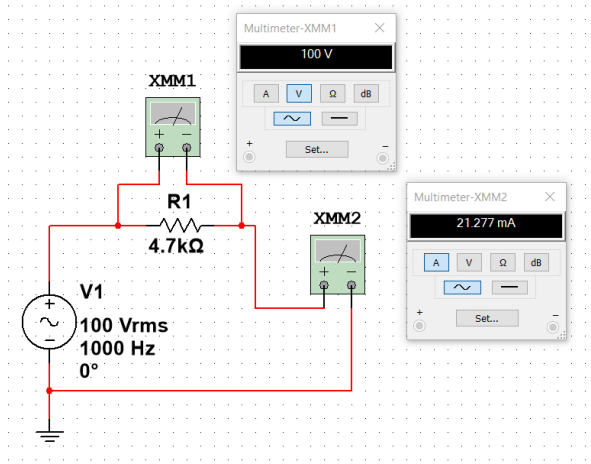 Multimeter-XMM1
100 V
A V Ω dB
+ Set... −
XMM1
+ −
R1
4.7kΩ
XMM2
+ −
Multimeter-XMM2
21.277 mA
A V Ω dB
+ Set... −
V1
+
−
100 Vrms
1000 Hz
0°